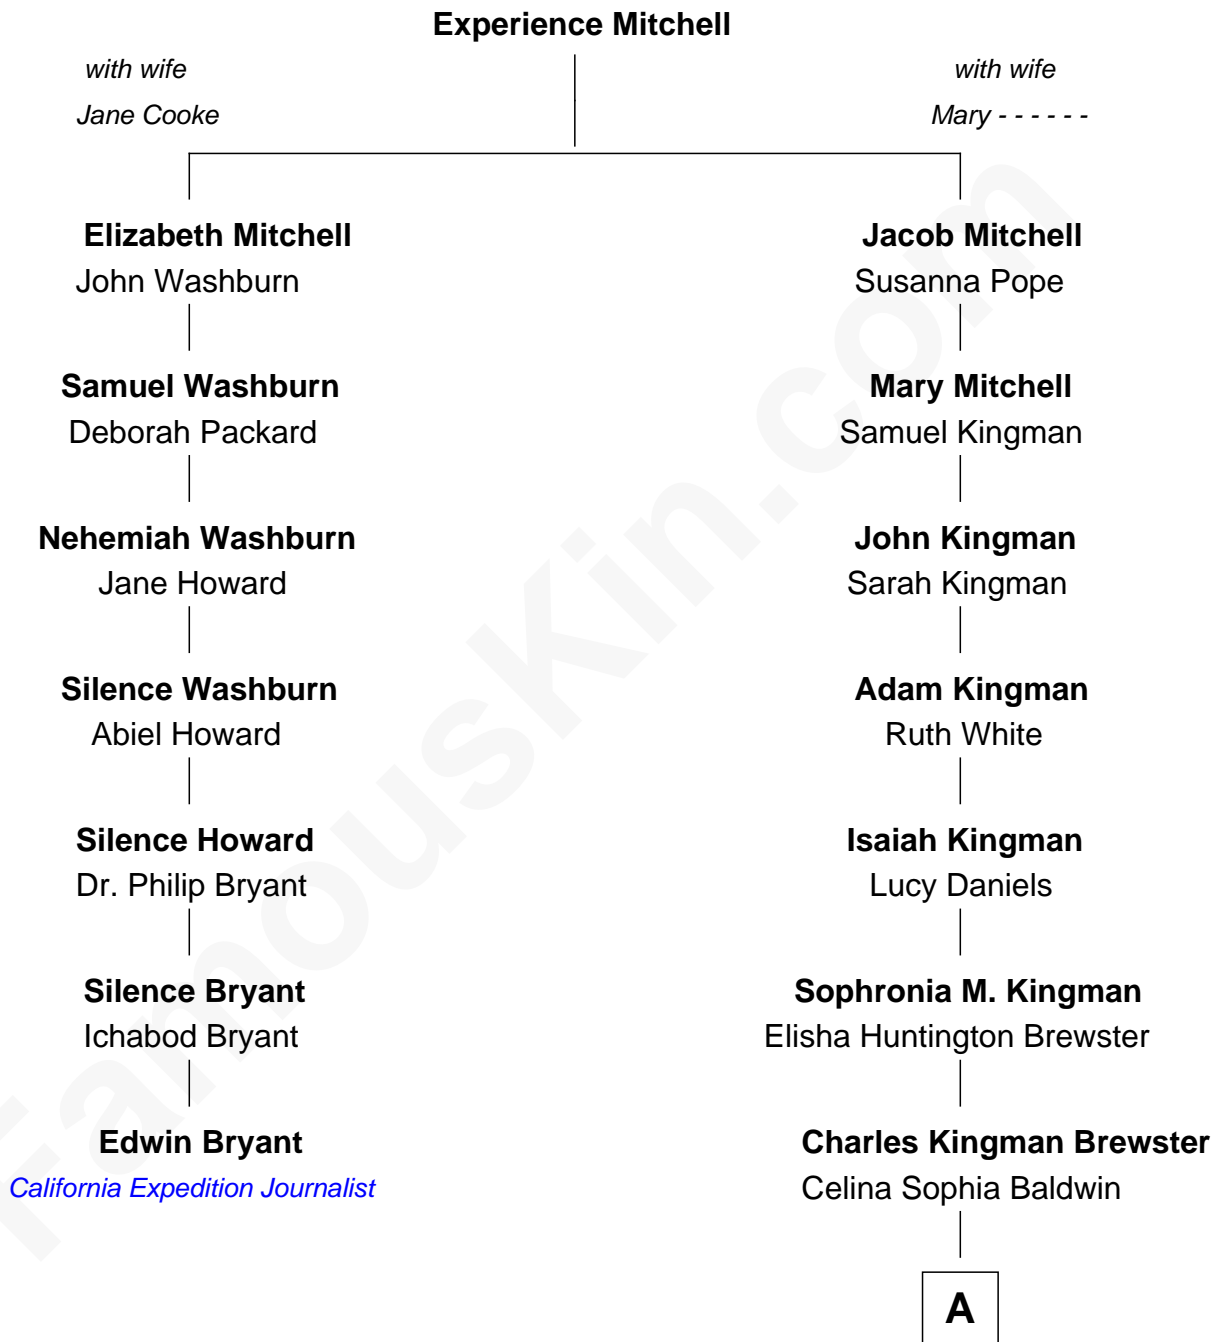 Experience Mitchell
with wife
Jane Cooke
with wife
Mary - - - - - -
Elizabeth Mitchell
John Washburn
Jacob Mitchell
Susanna Pope
Samuel Washburn
Deborah Packard
Mary Mitchell
Samuel Kingman
Nehemiah Washburn
Jane Howard
John Kingman
Sarah Kingman
Silence Washburn
Abiel Howard
Adam Kingman
Ruth White
Silence Howard
Dr. Philip Bryant
Isaiah Kingman
Lucy Daniels
Silence Bryant
Ichabod Bryant
Sophronia M. Kingman
Elisha Huntington Brewster
Edwin Bryant
California Expedition Journalist
Charles Kingman Brewster
Celina Sophia Baldwin
A
FamousKin.com